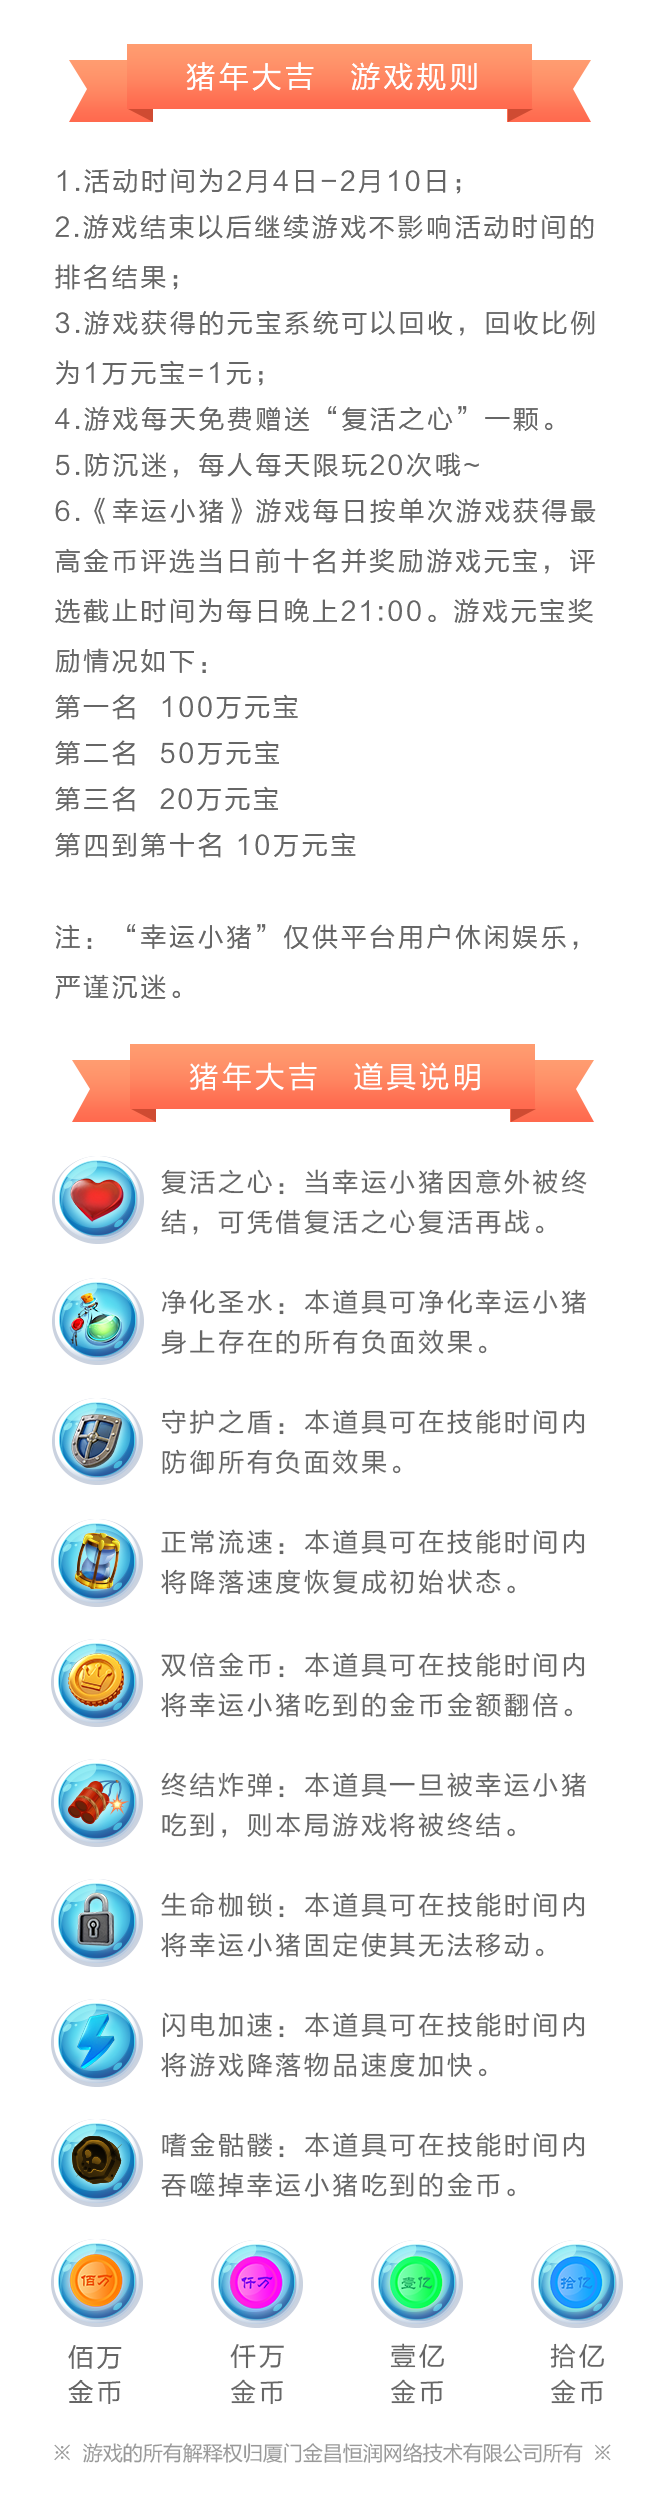 猪年大吉 游戏规则
1.活动时间为2月4日-2月10日；
2.游戏结束以后继续游戏不影响活动时间的
排名结果；
3.游戏获得的元宝系统可以回收，回收比例
为1万元宝=1元；
4.游戏每天免费赠送“复活之心”一颗。
5.防沉迷，每人每天限玩20次哦~
6.《幸运小猪》游戏每日按单次游戏获得最
高金币评选当日前十名并奖励游戏元宝，评
选截止时间为每日晚上21:00。游戏元宝奖
励情况如下：
第一名 100万元宝
第二名 50万元宝
第三名 20万元宝
第四到第十名 10万元宝
注：“幸运小猪”仅供平台用户休闲娱乐，
严谨沉迷。
猪年大吉 道具说明
复活之心：当幸运小猪因意外被终
结，可凭借复活之心复活再战。
净化圣水：本道具可净化幸运小猪
身上存在的所有负面效果。
守护之盾：本道具可在技能时间内
防御所有负面效果。
正常流速：本道具可在技能时间内
将降落速度恢复成初始状态。
双倍金币：本道具可在技能时间内
将幸运小猪吃到的金币金额翻倍。
终结炸弹：本道具一旦被幸运小猪
吃到，则本局游戏将被终结。
生命枷锁：本道具可在技能时间内
将幸运小猪固定使其无法移动。
闪电加速：本道具可在技能时间内
将游戏降落物品速度加快。
嗜金骷髅：本道具可在技能时间内
吞噬掉幸运小猪吃到的金币。
佰万 仟万 壹亿 拾亿
佰万 仟万 壹亿 拾亿
金币 金币 金币 金币
※ 游戏的所有解释权归厦门金昌恒润网络技术有限公司所有 ※